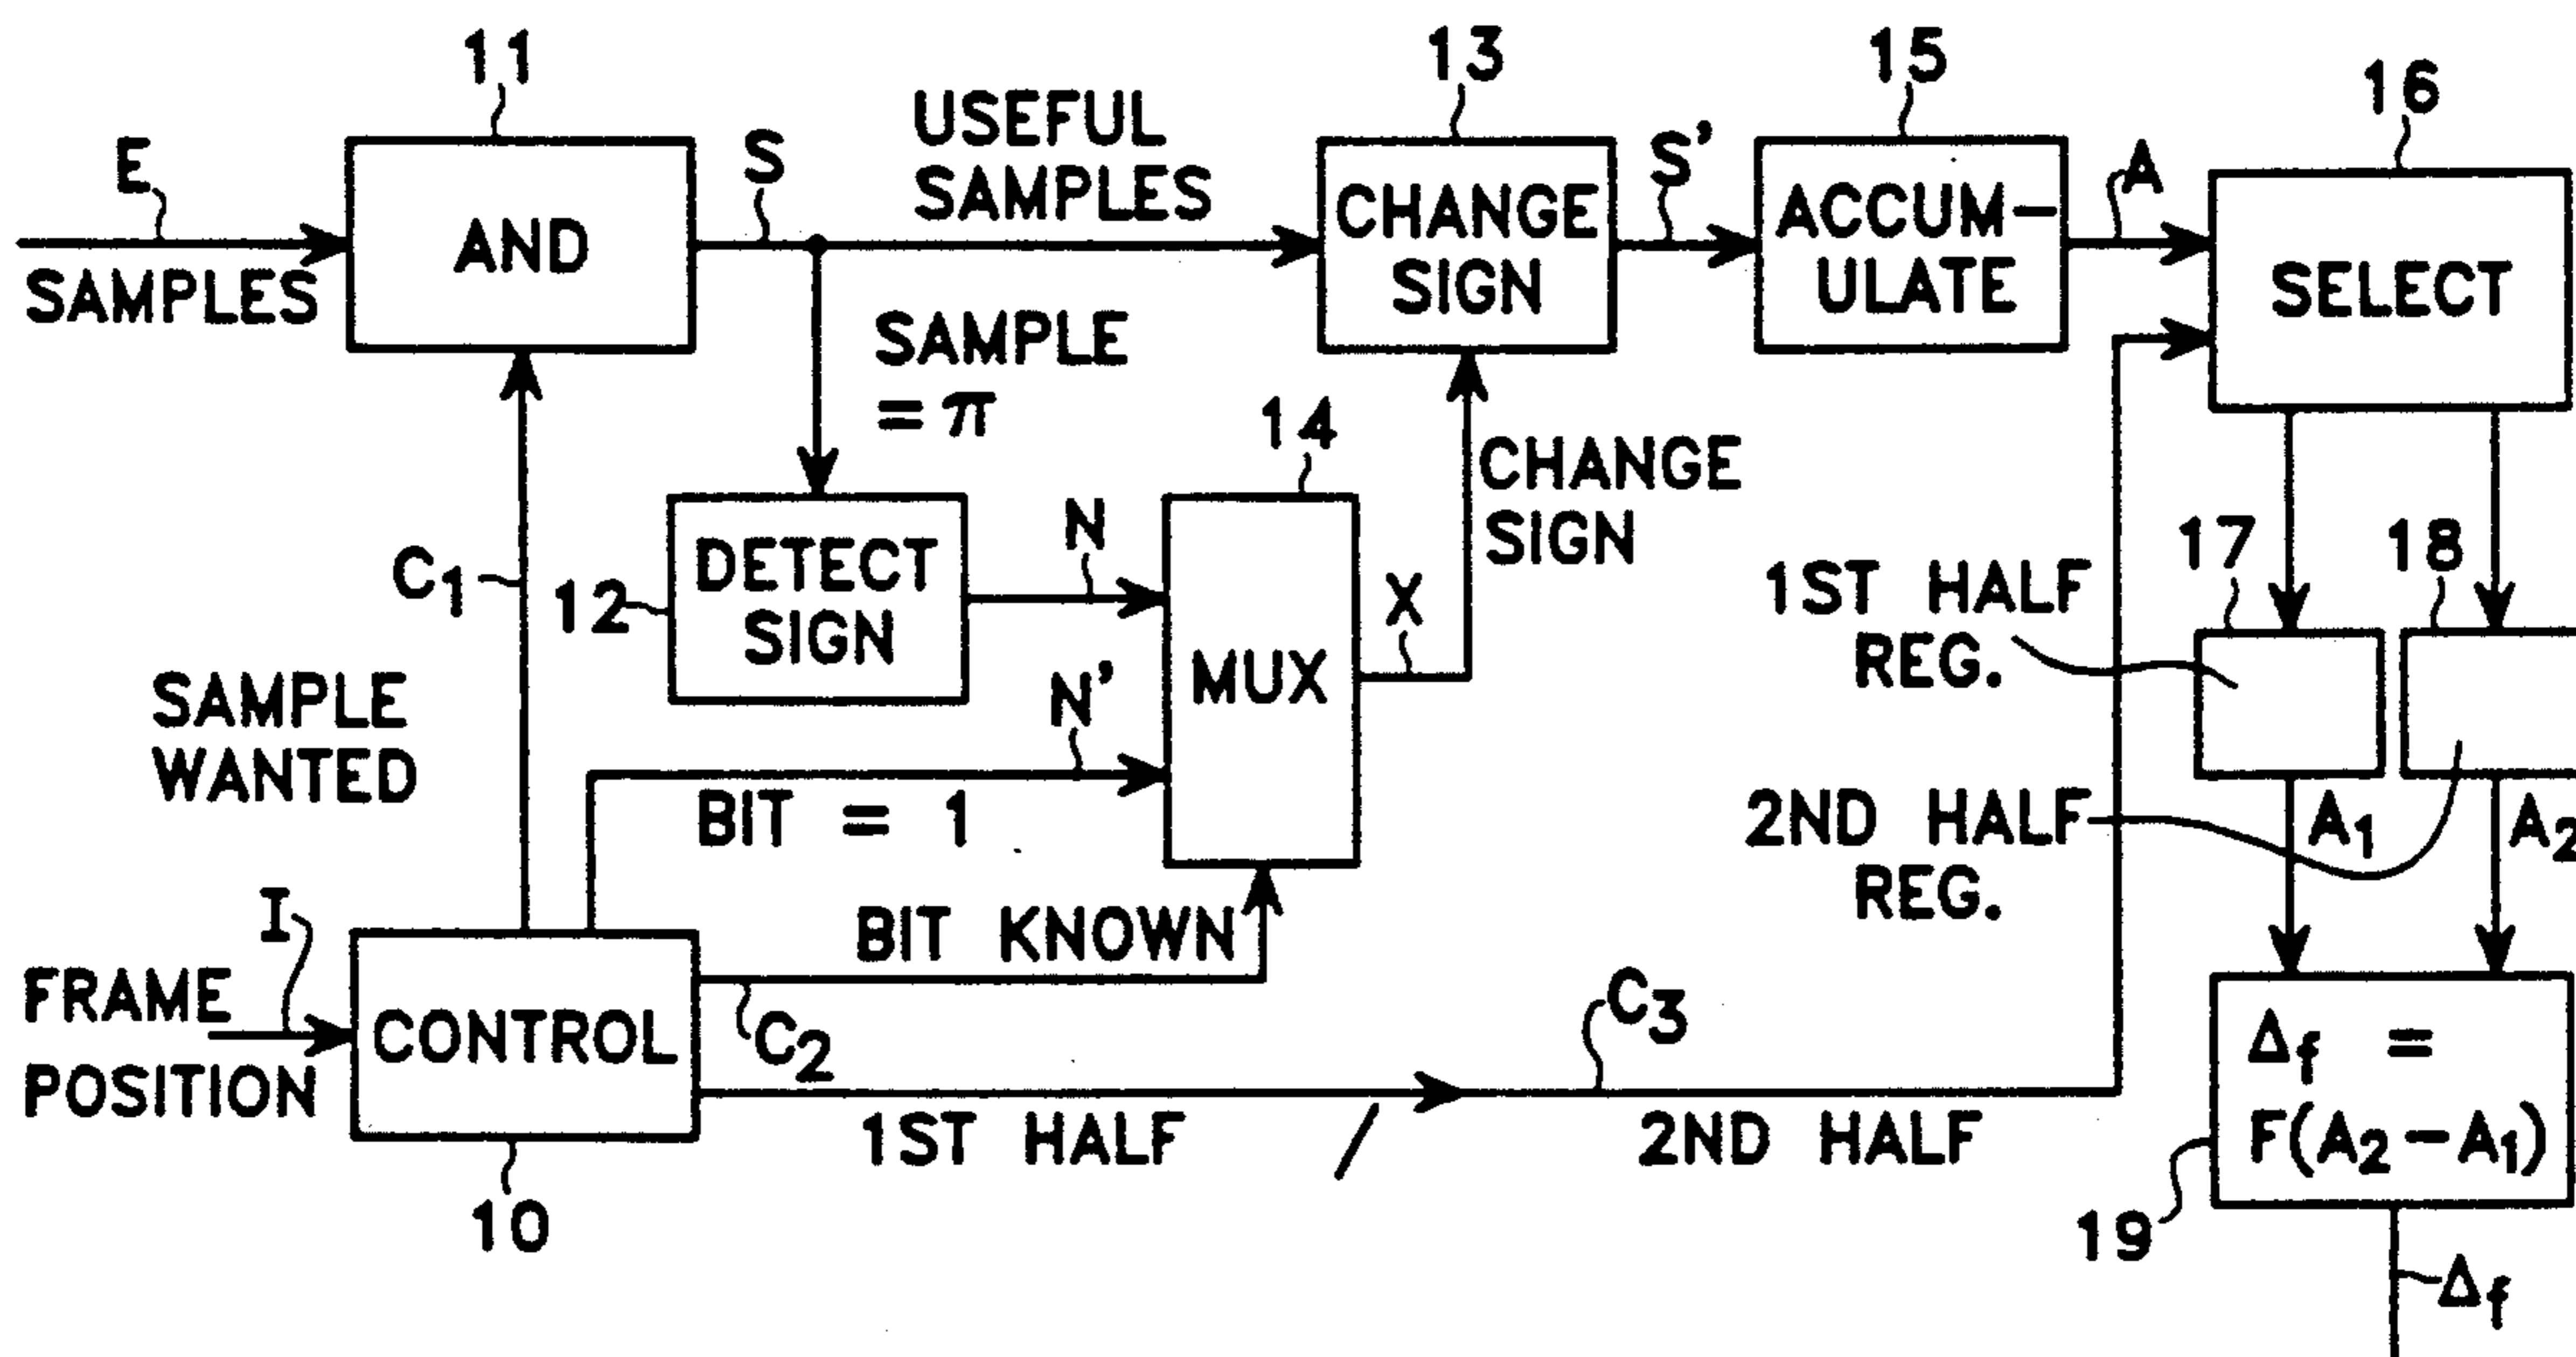 11
13
15
16
E
SAMPLES
AND
S
USEFUL
SAMPLES
CHANGE
SIGN
S'
ACCUM-
ULATE
A
SELECT
SAMPLE
= π
14
CHANGE
SIGN
C1
12
DETECT
SIGN
N
N'
MUX
X
1ST HALF
REG.
17
18
SAMPLE
WANTED
BIT = 1
2ND HALF
REG.
A1
A2
I
FRAME
POSITION
CONTROL
10
BIT KNOWN
C2
C3
1ST HALF / 2ND HALF
Δf =
F(A2-A1)
19
Δf